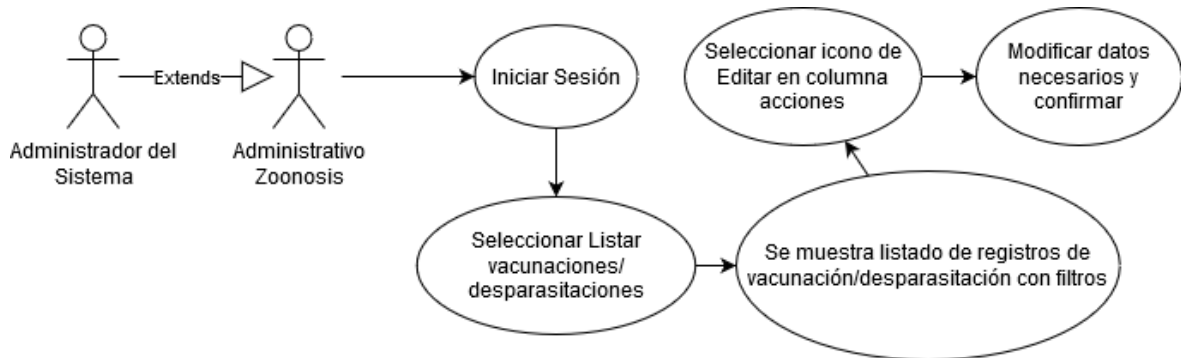 Administrador del
Sistema
Extends
Administrativo
Zoonosis
Iniciar Sesión
Seleccionar Listar
vacunaciones/
desparasitaciones
Se muestra listado de registros de
vacunación/desparasitación con filtros
Seleccionar icono de
Editar en columna
acciones
Modificar datos
necesarios y
confirmar